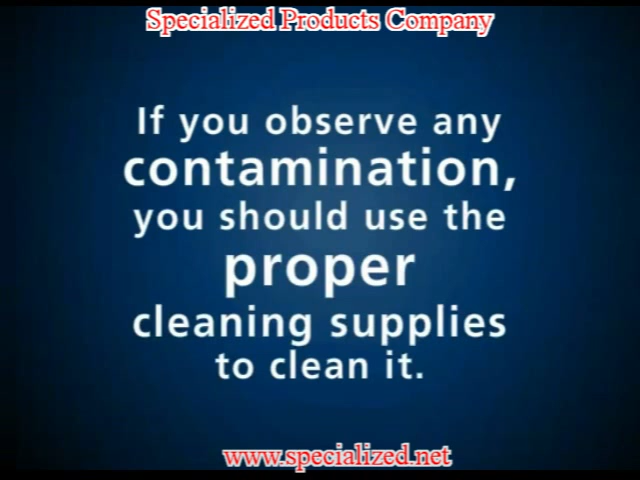 Specialized Products Company
If you observe any
contamination,
you should use the
proper
cleaning supplies
to clean it.
www.specialized.net